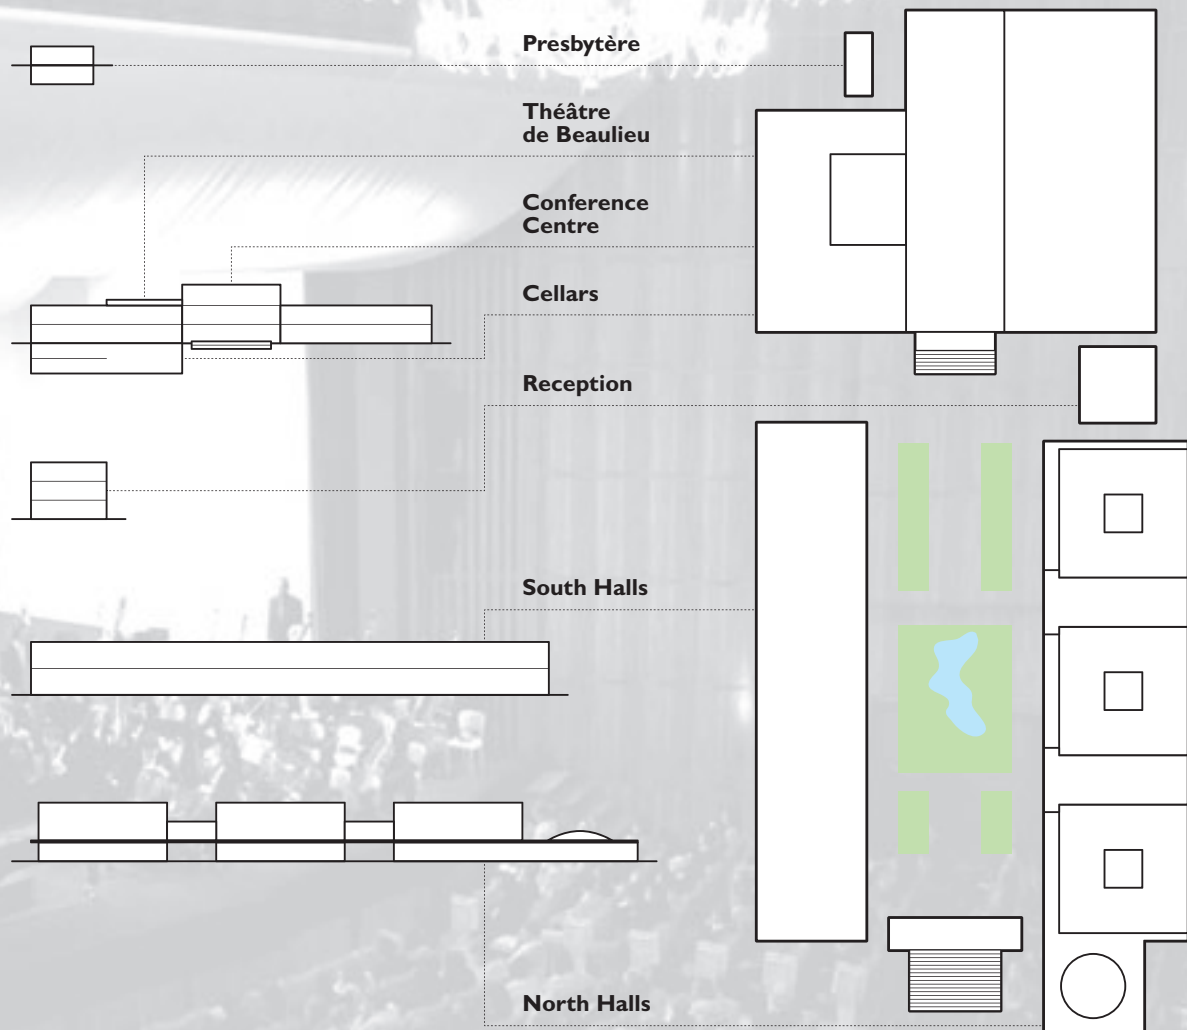 Presbytère
Théâtre
de Beaulieu
Conference
Centre
Cellars
Reception
South Halls
North Halls